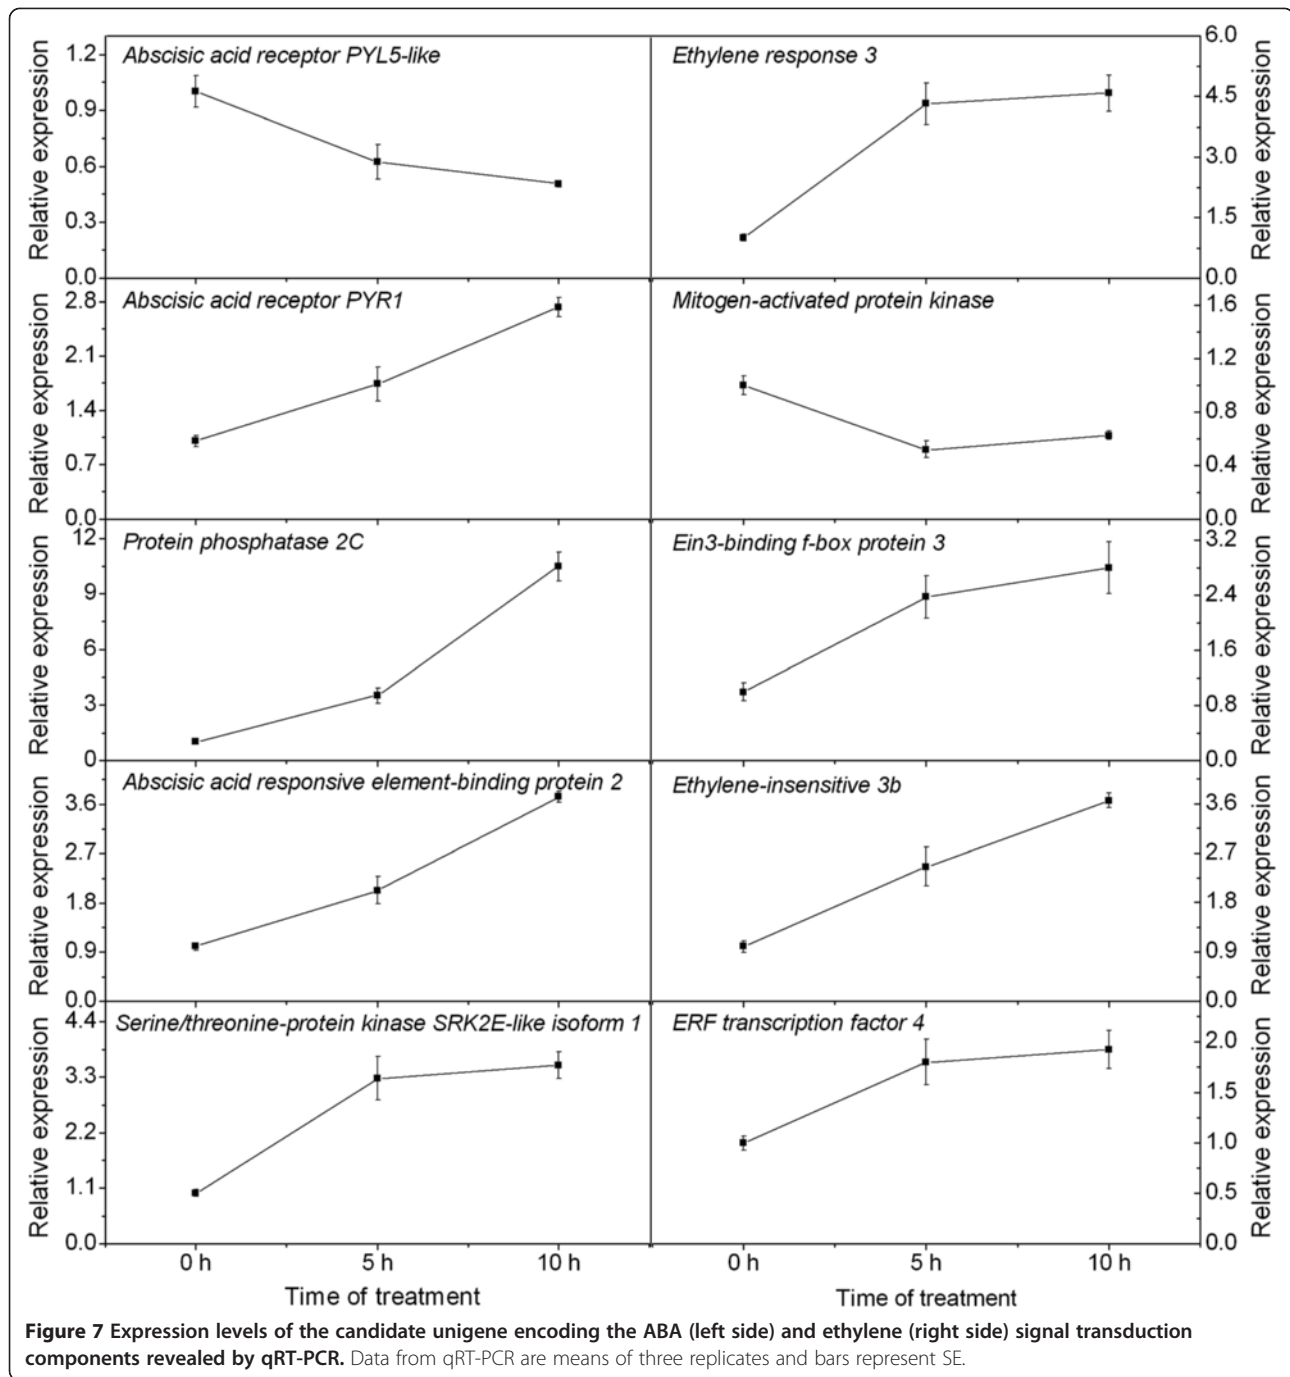 Abscisic acid receptor PYL5-like
Relative expression
1.2
0.9
0.6
0.3
0.0
Ethylene response 3
6.0
4.5
3.0
1.5
0.0
Relative expression
Abscisic acid receptor PYR1
Relative expression
2.8
2.1
1.4
0.7
0.0
Mitogen-activated protein kinase
1.6
1.2
0.8
0.4
0.0
Relative expression
Protein phosphatase 2C
Relative expression
12
9
6
3
0
Ein3-binding f-box protein 3
3.2
2.4
1.6
0.8
0.0
Relative expression
Abscisic acid responsive element-binding protein 2
Relative expression
3.6
2.7
1.8
0.9
0.0
Ethylene-insensitive 3b
3.6
2.7
1.8
0.9
0.0
Relative expression
Serine/threonine-protein kinase SRK2E-like isoform 1
Relative expression
4.4
3.3
2.2
1.1
0.0
ERF transcription factor 4
2.0
1.5
1.0
0.5
0.0
Relative expression
0 h 5 h 10 h
0 h 5 h 10 h
Time of treatment
Time of treatment
Figure 7 Expression levels of the candidate unigene encoding the ABA (left side) and ethylene (right side) signal transduction
components revealed by qRT-PCR. Data from qRT-PCR are means of three replicates and bars represent SE.